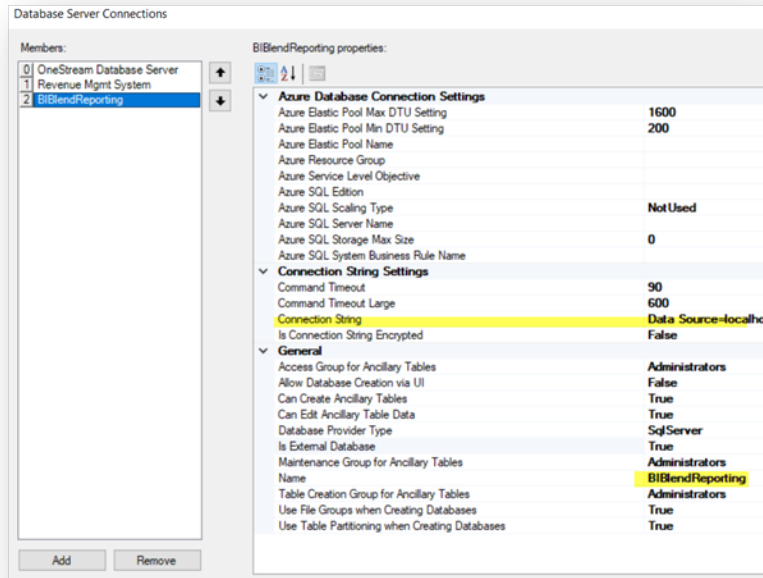 Database Server Connections
Members:
0 OneStream Database Server
1 Revenue Mgmt System
2 BIBlendReporting
Add
Remove
BIBlendReporting properties:
Azure Database Connection Settings
Azure Elastic Pool Max DTU Setting 1600
Azure Elastic Pool Min DTU Setting 200
Azure Elastic Pool Name
Azure Resource Group
Azure Service Level Objective
Azure SQL Edition
Azure SQL Scaling Type NotUsed
Azure SQL Server Name
Azure SQL Storage Max Size 0
Azure SQL System Business Rule Name
Connection String Settings
Command Timeout 90
Command Timeout Large 600
Connection String Data Source=localho
Is Connection String Encrypted False
General
Access Group for Ancillary Tables Administrators
Allow Database Creation via UI False
Can Create Ancillary Tables True
Can Edit Ancillary Table Data True
Database Provider Type SqlServer
Is External Database True
Maintenance Group for Ancillary Tables Administrators
Name BIBlendReporting
Table Creation Group for Ancillary Tables Administrators
Use File Groups when Creating Databases True
Use Table Partitioning when Creating Databases True